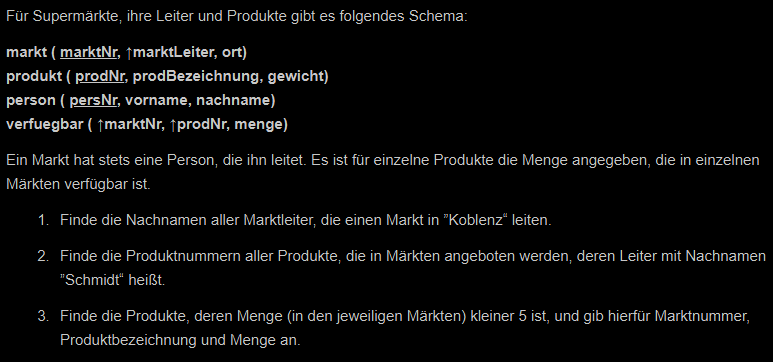 Für Supermärkte, ihre Leiter und Produkte gibt es folgendes Schema:
markt ( marktNr, ↑marktLeiter, ort)
produkt ( prodNr, prodBezeichnung, gewicht)
person ( persNr, vorname, nachname)
verfuegbar ( ↑marktNr, ↑prodNr, menge)
Ein Markt hat stets eine Person, die ihn leitet. Es ist für einzelne Produkte die Menge angegeben, die in einzelnen
Märkten verfügbar ist.
1. Finde die Nachnamen aller Marktleiter, die einen Markt in ”Koblenz“ leiten.
2. Finde die Produktnummern aller Produkte, die in Märkten angeboten werden, deren Leiter mit Nachnamen
”Schmidt“ heißt.
3. Finde die Produkte, deren Menge (in den jeweiligen Märkten) kleiner 5 ist, und gib hierfür Marktnummer,
Produktbezeichnung und Menge an.